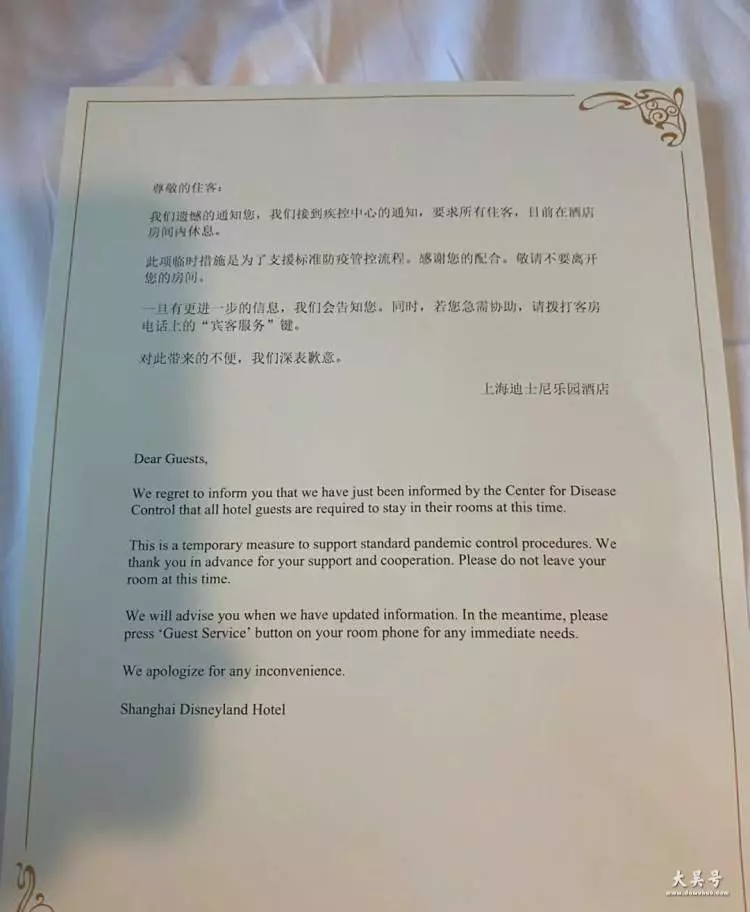 尊敬的住客：
我们遗憾的通知您，我们接到疾控中心的通知，要求所有住客，目前在酒店
房间内休息。
此项临时措施是为了支援标准防疫管控流程。感谢您的配合。敬请不要离开
您的房间。
一旦有更进一步的信息，我们会告知您。同时，若您急需协助，请拨打客房
电话上的“宾客服务”键。
对此带来的不便，我们深表歉意。
上海迪士尼乐园酒店
Dear Guests,
We regret to inform you that we have just been informed by the Center for Disease
Control that all hotel guests are required to stay in their rooms at this time.
This is a temporary measure to support standard pandemic control procedures. We
thank you in advance for your support and cooperation. Please do not leave your
room at this time.
We will advise you when we have updated information. In the meantime, please
press ‘Guest Service’ button on your room phone for any immediate needs.
We apologize for any inconvenience.
Shanghai Disneyland Hotel
大吴号